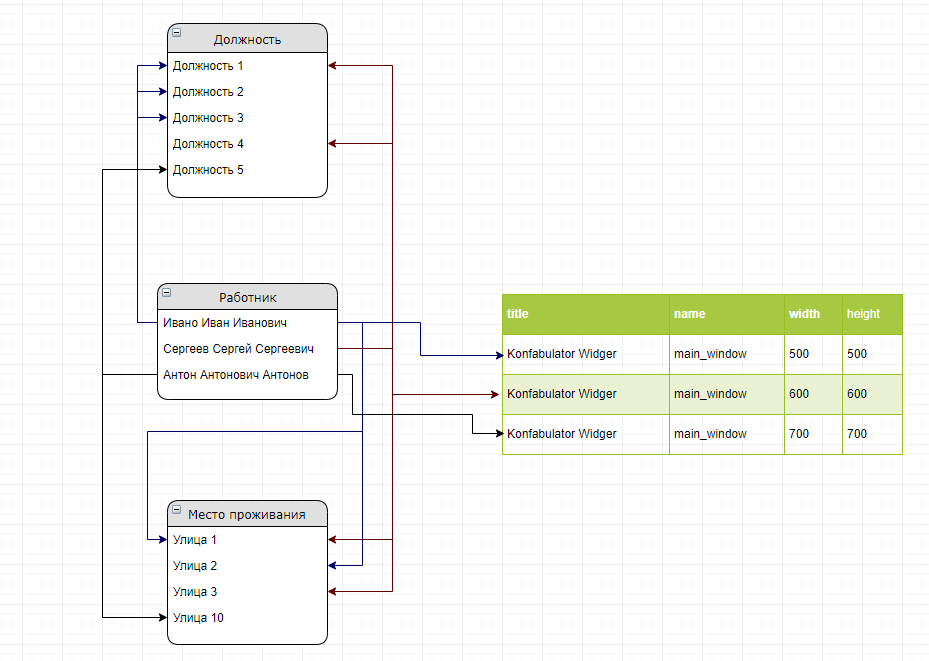 Должность
Должность 1
Должность 2
Должность 3
Должность 4
Должность 5
Работник
Ивано Иван Иванович
Сергеев Сергей Сергеевич
Антон Антонович Антонов
title name width height
Konfabulator Widger main_window 500 500
Konfabulator Widger main_window 600 600
Konfabulator Widger main_window 700 700
Место проживания
Улица 1
Улица 2
Улица 3
Улица 10